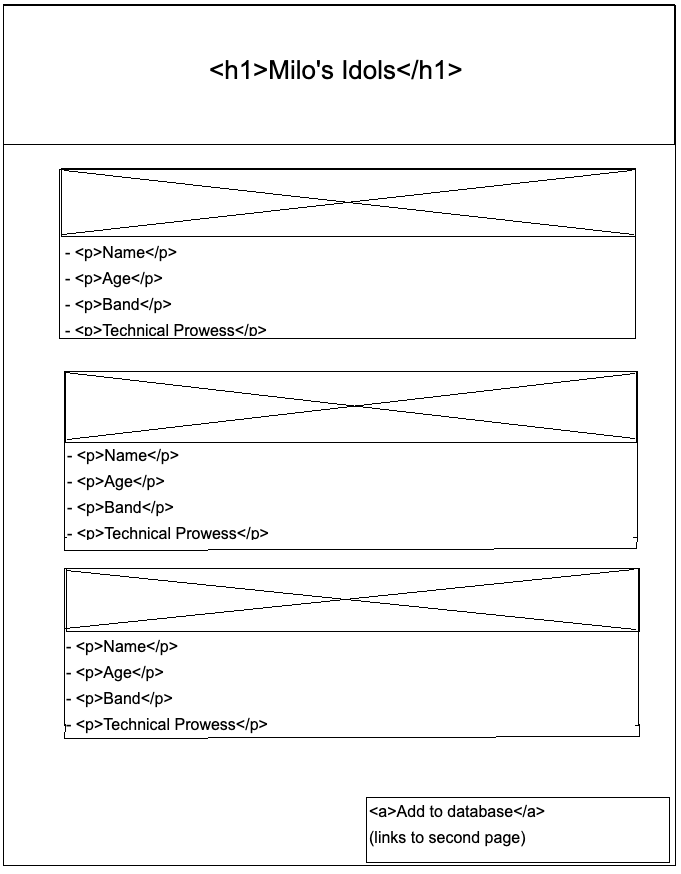 <h1>Milo's Idols</h1>
- <p>Name</p>
- <p>Age</p>
- <p>Band</p>
- <p>Technical Prowess</p>
- <p>Name</p>
- <p>Age</p>
- <p>Band</p>
- <p>Technical Prowess</p>
- <p>Name</p>
- <p>Age</p>
- <p>Band</p>
- <p>Technical Prowess</p>
<a>Add to database</a>
(links to second page)